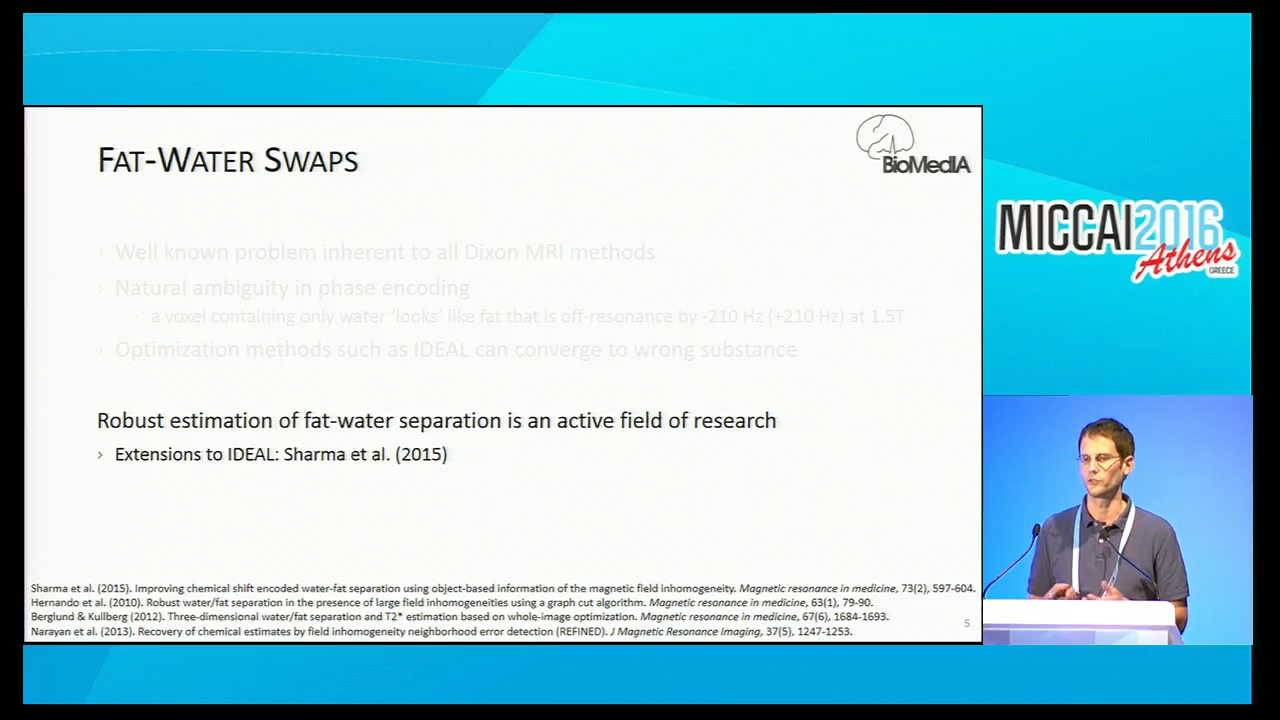 FAT-WATER SWAPS
BioMedIA
› Well known problem inherent to all Dixon MRI methods
› Natural ambiguity in phase encoding
› a voxel containing only water ‘looks’ like fat that is off-resonance by -210 Hz (+210 Hz) at 1.5T
› Optimization methods such as IDEAL can converge to wrong substance
Robust estimation of fat-water separation is an active field of research
› Extensions to IDEAL: Sharma et al. (2015)
Sharma et al. (2015). Improving chemical shift encoded water-fat separation using object-based information of the magnetic field inhomogeneity. Magnetic resonance in medicine, 73(2), 597-604.
Hernando et al. (2010). Robust water/fat separation in the presence of large field inhomogeneities using a graph cut algorithm. Magnetic resonance in medicine, 63(1), 79-90.
Berglund & Kullberg (2012). Three-dimensional water/fat separation and T2* estimation based on whole-image optimization. Magnetic resonance in medicine, 67(6), 1684-1693.
Narayan et al. (2013). Recovery of chemical estimates by field inhomogeneity neighborhood error detection (REFINED). J Magnetic Resonance Imaging, 37(5), 1247-1253.
5
MICCAI2016
Athens
GREECE